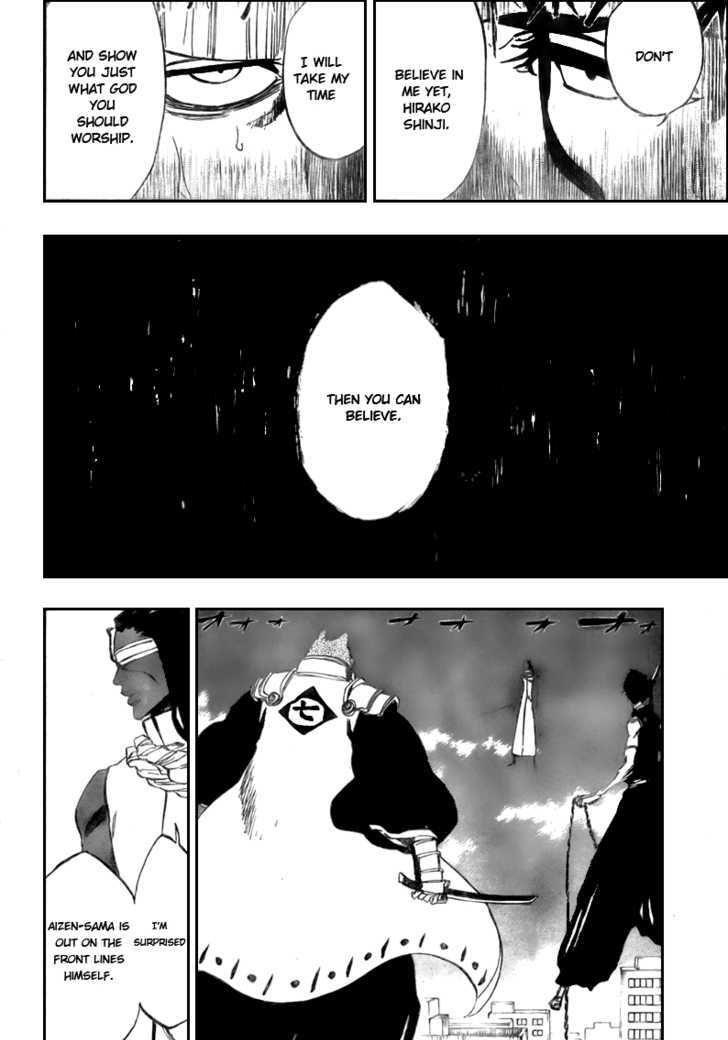 DON'T
BELIEVE IN
ME YET,
HIRAKO
SHINJI.
I WILL
TAKE MY
TIME
AND SHOW
YOU JUST
WHAT GOD
YOU
SHOULD
WORSHIP.
THEN YOU CAN
BELIEVE.
七
I'M
SURPRISED
AIZEN-SAMA IS
OUT ON THE
FRONT LINES
HIMSELF.